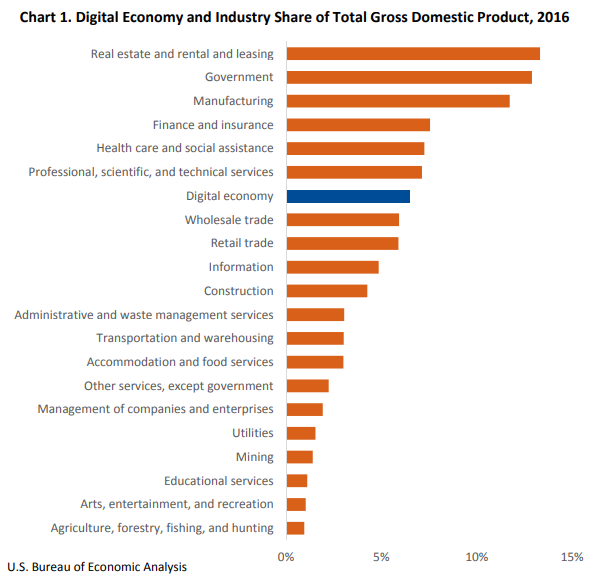 Chart 1. Digital Economy and Industry Share of Total Gross Domestic Product, 2016
Real estate and rental and leasing
Government
Manufacturing
Finance and insurance
Health care and social assistance
Professional, scientific, and technical services
Digital economy
Wholesale trade
Retail trade
Information
Construction
Administrative and waste management services
Transportation and warehousing
Accommodation and food services
Other services, except government
Management of companies and enterprises
Utilities
Mining
Educational services
Arts, entertainment, and recreation
Agriculture, forestry, fishing, and hunting
0% 5% 10% 15%
U.S. Bureau of Economic Analysis